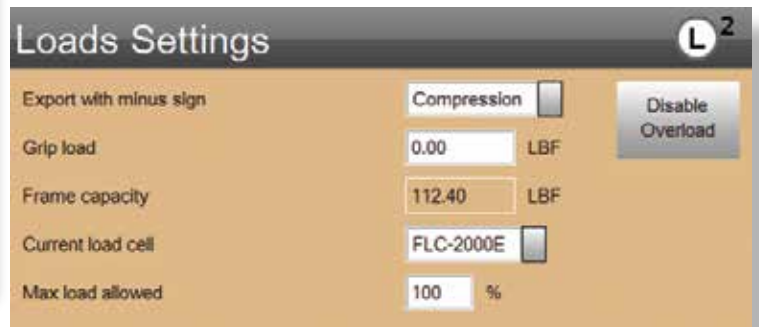 Loads Settings L2
Export with minus sign Compression
Disable
Overload
Grip load 0.00 LBF
Frame capacity 112.40 LBF
Current load cell FLC-2000E
Max load allowed 100 %